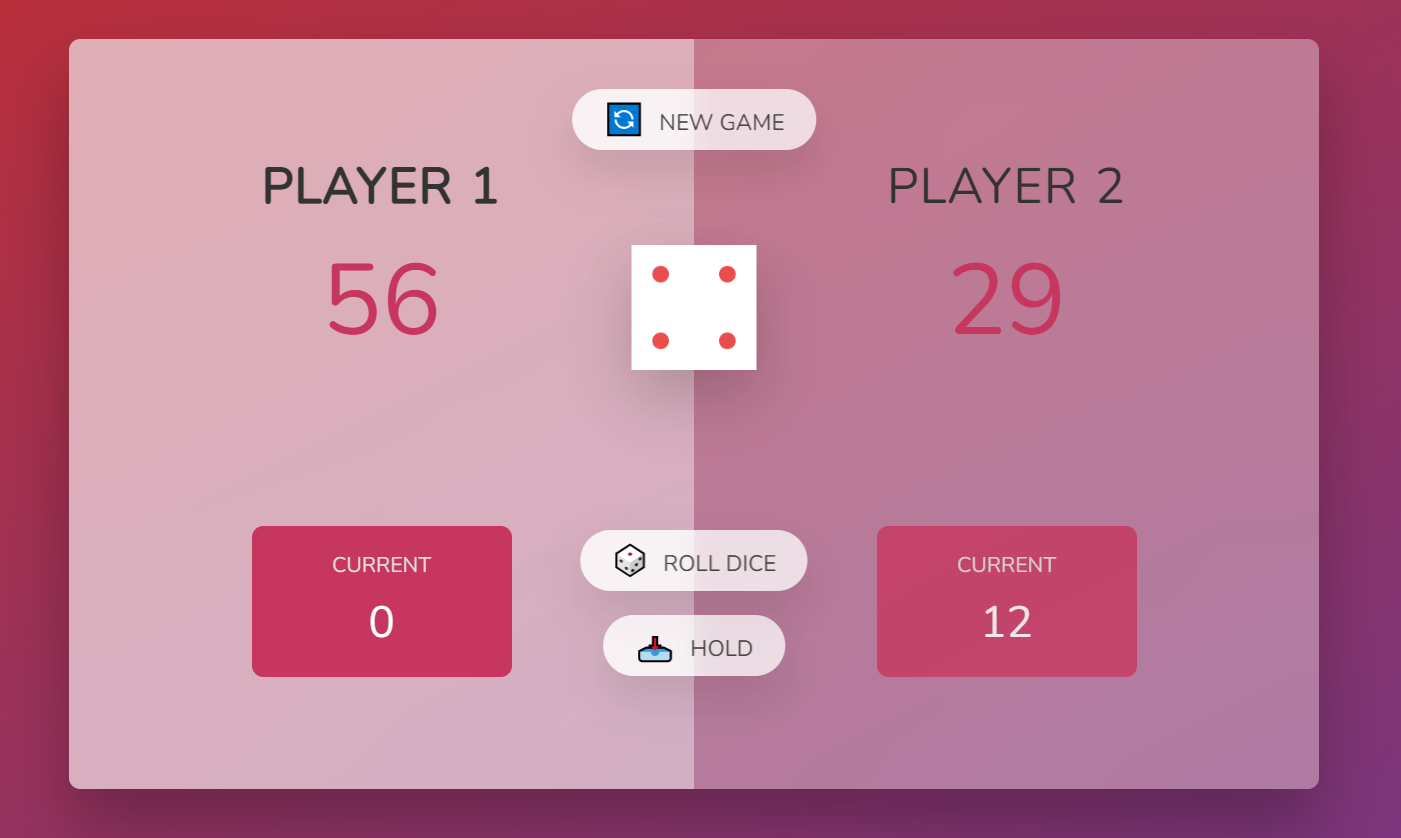 NEW GAME
PLAYER 1
56
CURRENT
0
PLAYER 2
29
CURRENT
12
ROLL DICE
HOLD